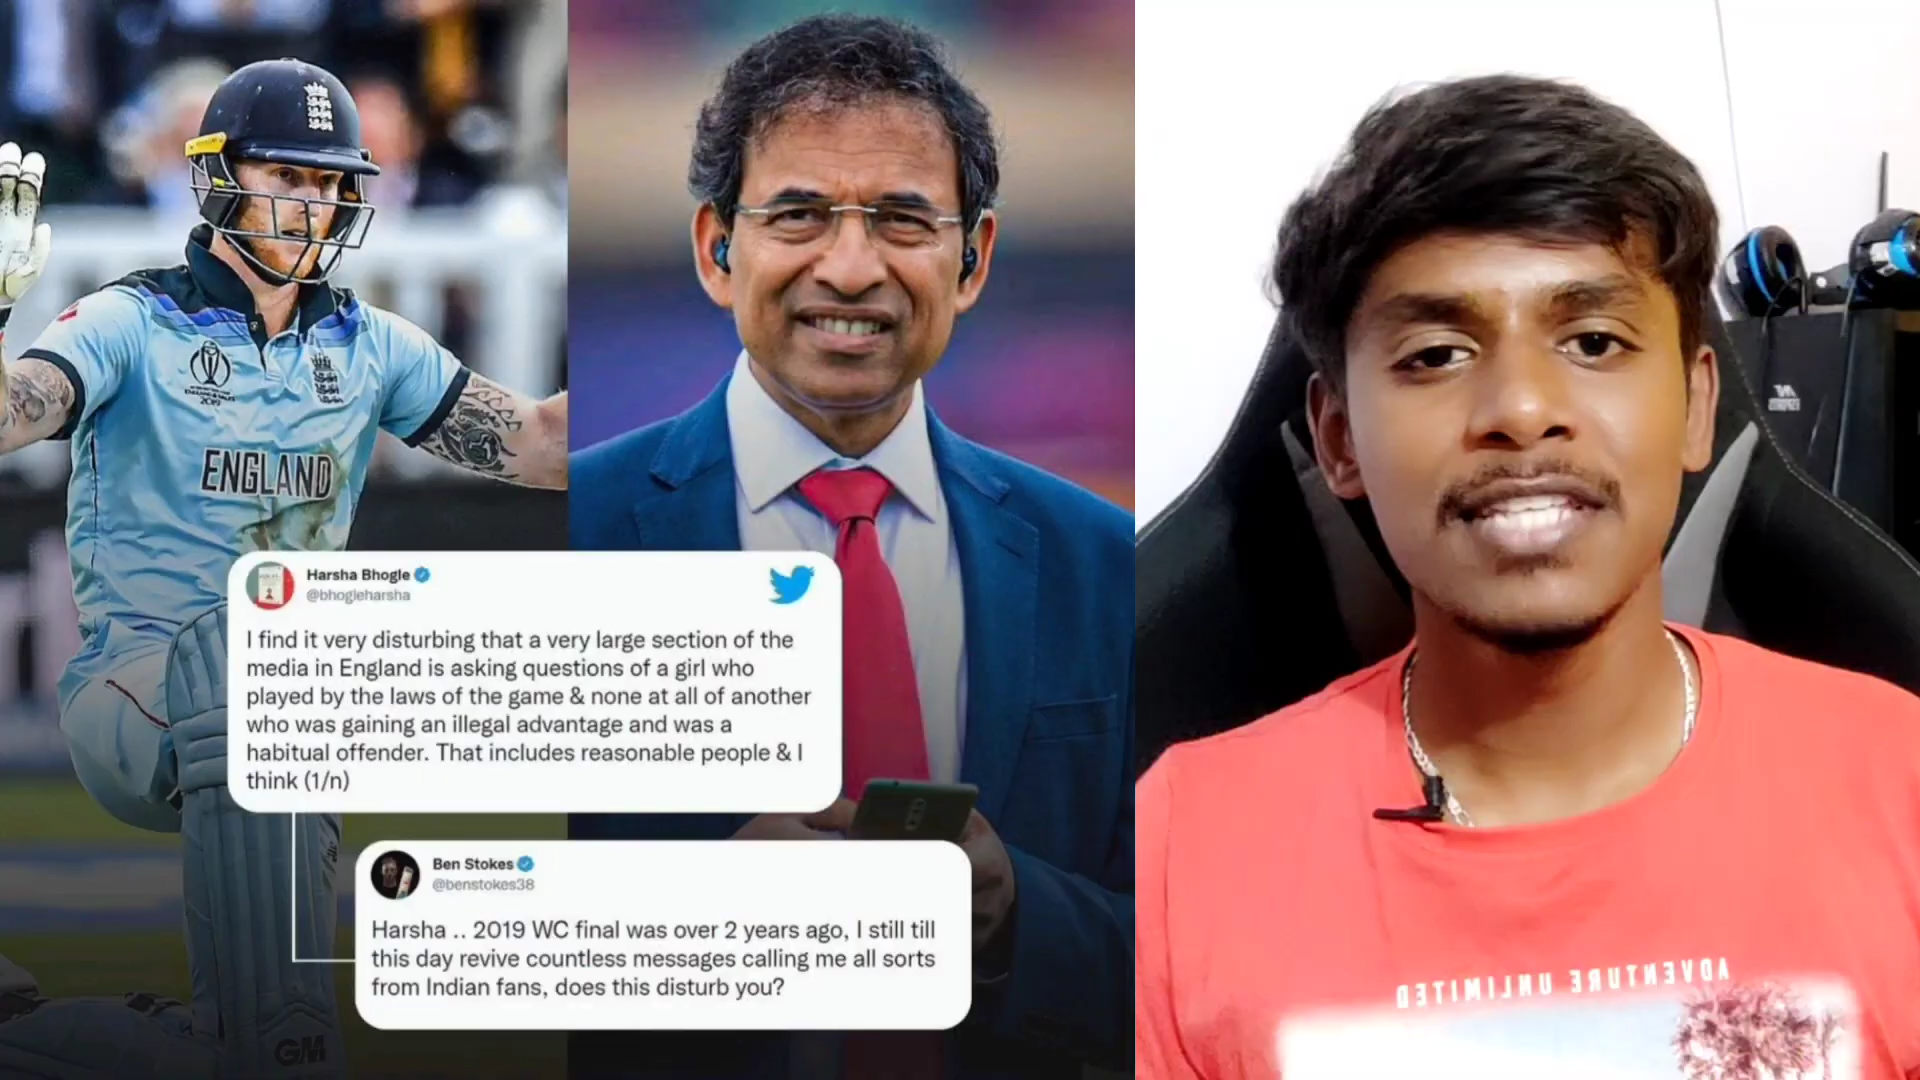 ENGLAND
2019
GM
Harsha Bhogle
@bhogleharsha
I find it very disturbing that a very large section of the
media in England is asking questions of a girl who
played by the laws of the game & none at all of another
who was gaining an illegal advantage and was a
habitual offender. That includes reasonable people & I
think (1/n)
Ben Stokes
@benstokes38
Harsha .. 2019 WC final was over 2 years ago, I still till
this day revive countless messages calling me all sorts
from Indian fans, does this disturb you?
ADVENTURE UNLIMITED